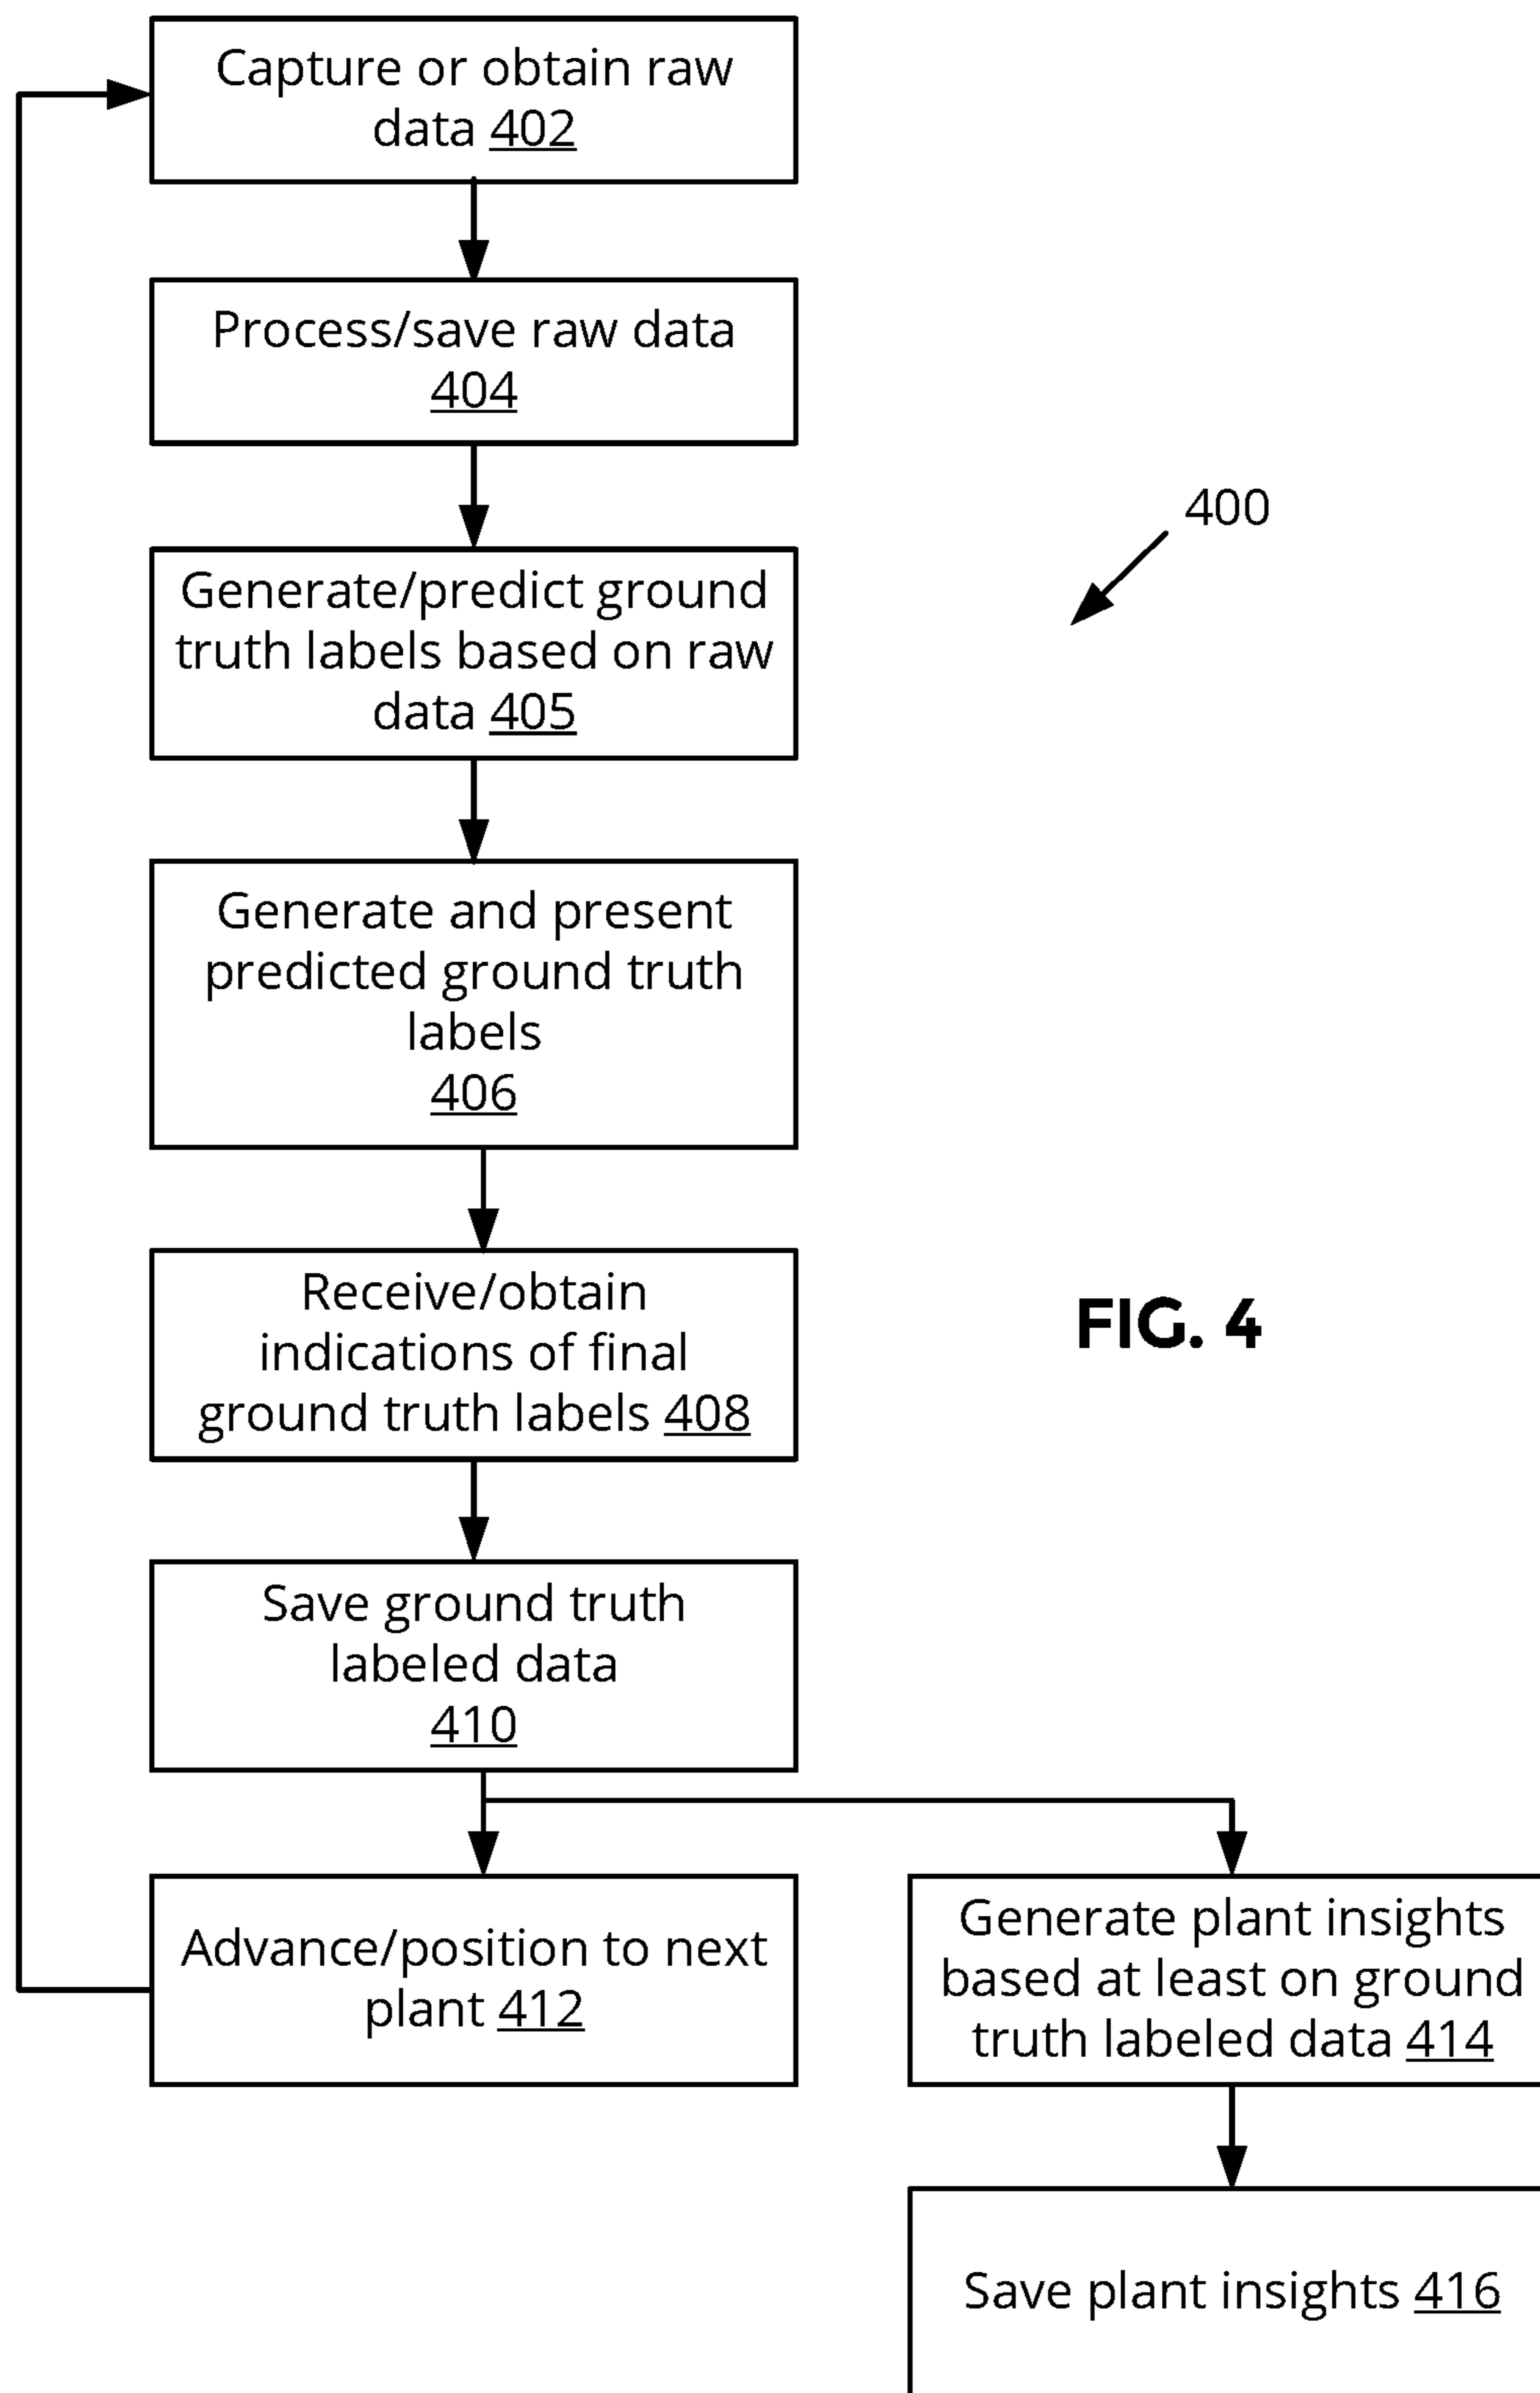 Capture or obtain raw
data 402
Process/save raw data
404
400
Generate/predict ground
truth labels based on raw
data 405
Generate and present
predicted ground truth
labels
406
Receive/obtain
indications of final
ground truth labels 408
FIG. 4
Save ground truth
labeled data
410
Advance/position to next
plant 412
Generate plant insights
based at least on ground
truth labeled data 414
Save plant insights 416